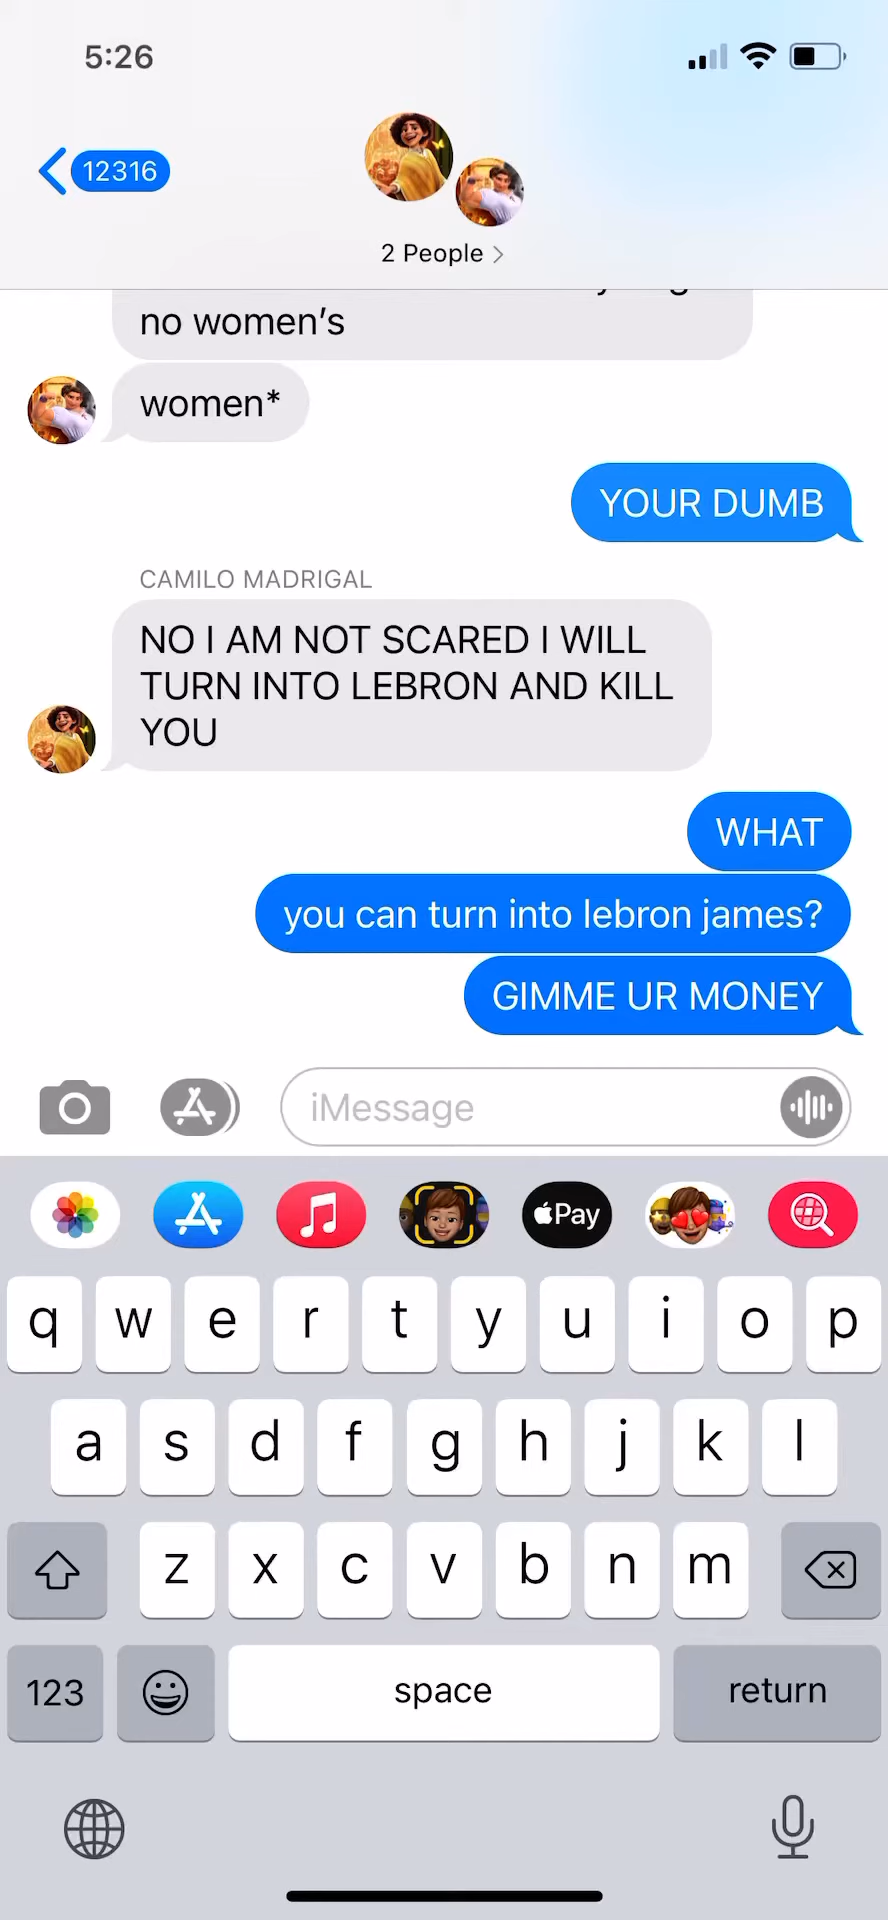 5:26
12316
2 People
no women's
women*
YOUR DUMB
CAMILO MADRIGAL
NO I AM NOT SCARED I WILL
TURN INTO LEBRON AND KILL
YOU
WHAT
you can turn into lebron james?
GIMME UR MONEY
iMessage
Pay
q w e r t y u i o p
a s d f g h j k l
z x c v b n m
123 space return